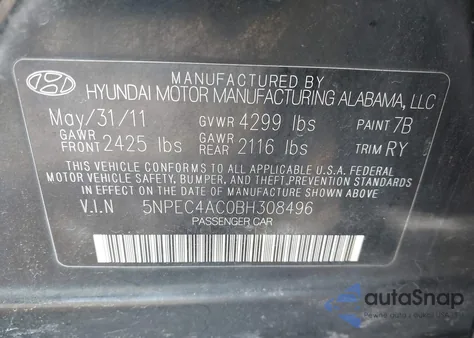 MANUFACTURED BY
HYUNDAI MOTOR MANUFACTURING ALABAMA, LLC
May/31/11 GVWR 4299 lbs PAINT 7B
GAWR FRONT 2425 lbs GAWR REAR 2116 lbs TRIM RY
THIS VEHICLE CONFORMS TO ALL APPLICABLE U.S.A. FEDERAL
MOTOR VEHICLE SAFETY, BUMPER, AND THEFT,PREVENTION STANDARDS
IN EFFECT ON THE DATE OF MANUFACTURE SHOWN ABOVE
V.I.N 5NPEC4AC0BH308496
PASSENGER CAR
autoSnap